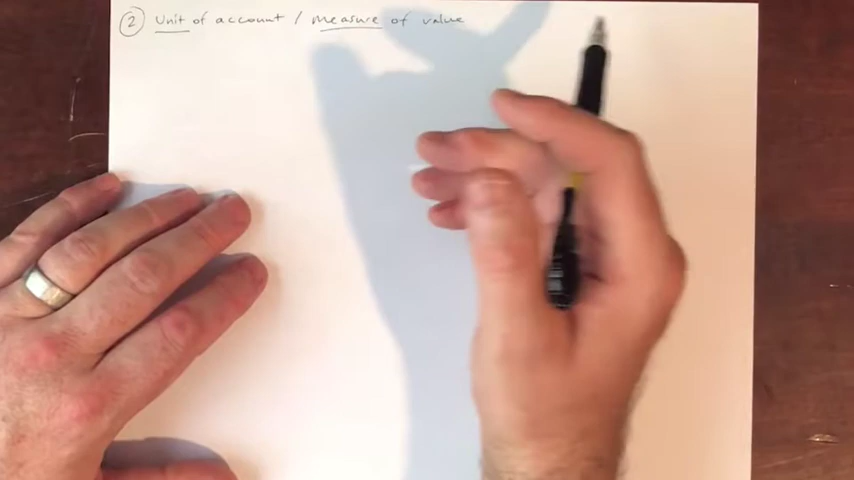 ② Unit of account / measure of value